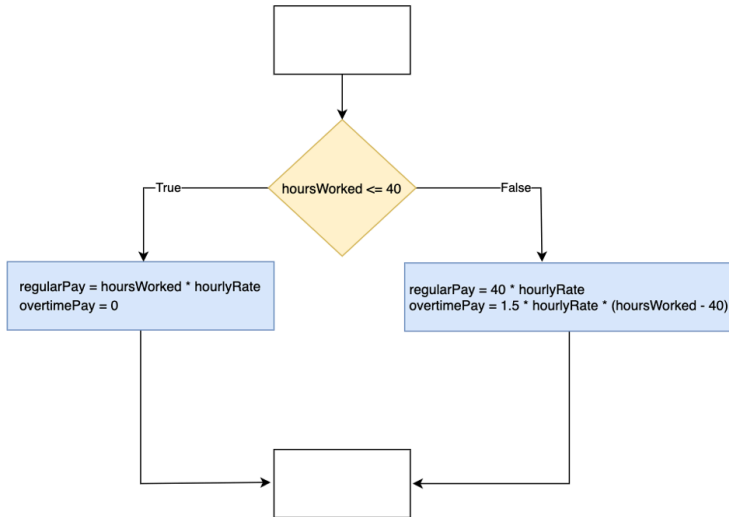 hoursWorked <= 40
True
False
regularPay = hoursWorked * hourlyRate
overtimePay = 0
regularPay = 40 * hourlyRate
overtimePay = 1.5 * hourlyRate * (hoursWorked - 40)